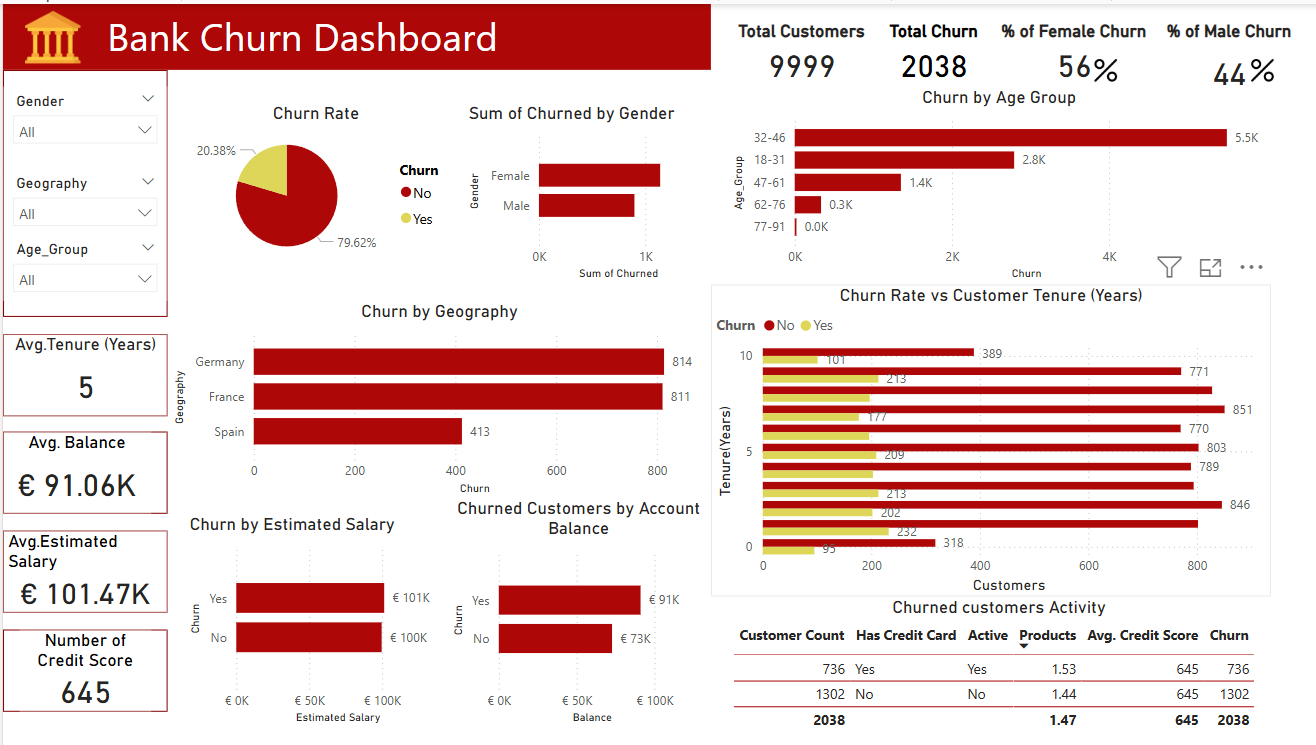 Bank Churn Dashboard
Total Customers
9999
Total Churn
2038
% of Female Churn
56%
% of Male Churn
44%
Gender
All
Geography
All
Age_Group
All
Avg.Tenure (Years)
5
Avg. Balance
€ 91.06K
Avg.Estimated
Salary
€ 101.47K
Number of
Credit Score
645
Churn Rate
20.38%
79.62%
Churn
No
Yes
Sum of Churned by Gender
Gender
Female
Male
0K 1K
Sum of Churned
Churn by Age Group
Age_Group
32-46 5.5K
18-31 2.8K
47-61 1.4K
62-76 0.3K
77-91 0.0K
0K 2K 4K
Churn
Churn by Geography
Geography
Germany 814
France 811
Spain 413
0 200 400 600 800
Churn
Churn Rate vs Customer Tenure (Years)
Churn No Yes
Tenure(Years)
10
5
0
389
101
771
213
851
177
770
803
209
789
213
846
202
232
318
95
0 200 400 600 800
Customers
Churn by Estimated Salary
Churn
Yes € 101K
No € 100K
€ 0K € 50K € 100K
Estimated Salary
Churned Customers by Account
Balance
Churn
Yes € 91K
No € 73K
€ 0K € 50K € 100K
Balance
Churned customers Activity
Customer Count Has Credit Card Active Products Avg. Credit Score Churn
736 Yes Yes 1.53 645 736
1302 No No 1.44 645 1302
2038 1.47 645 2038